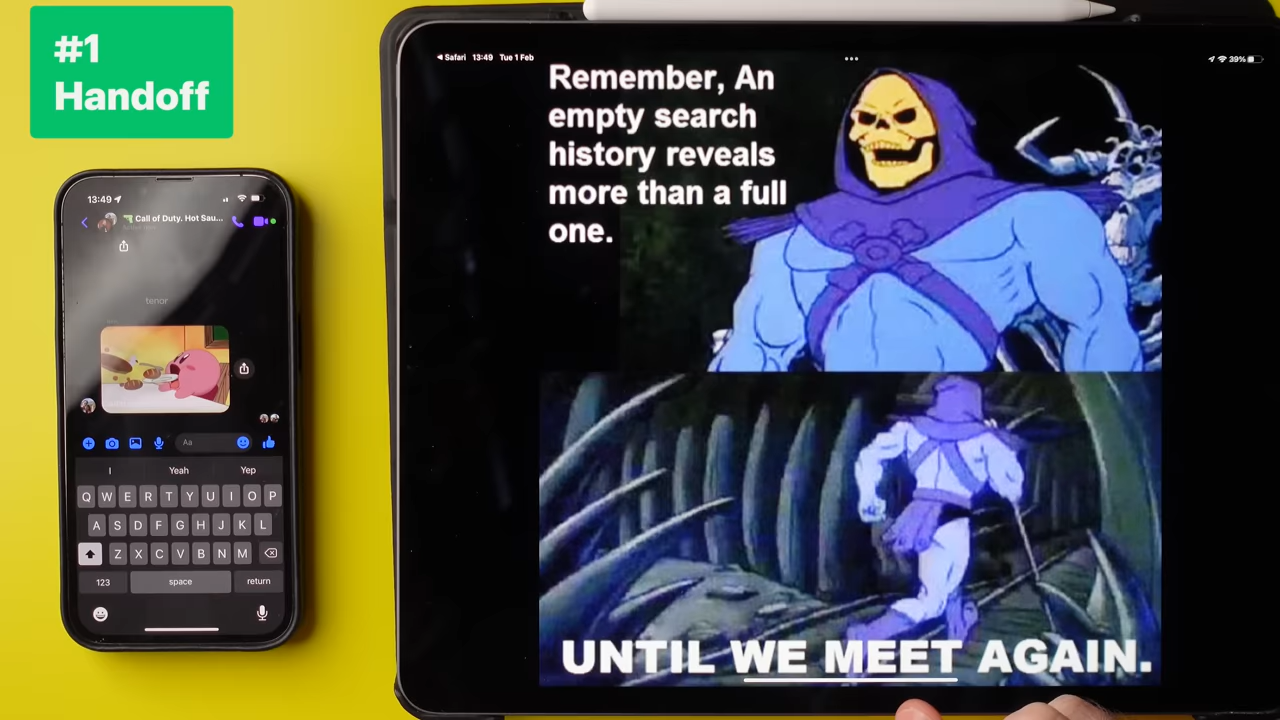 #1
Handoff
13:49
Call of Duty. Hot Sau...
tenor
Aa
I Yeah Yep
Q W E R T Y U I O P
A S D F G H J K L
Z X C V B N M
123 space return
Safari 13:49 Tue 1 Feb
39%
Remember, An
empty search
history reveals
more than a full
one.
UNTIL WE MEET AGAIN.